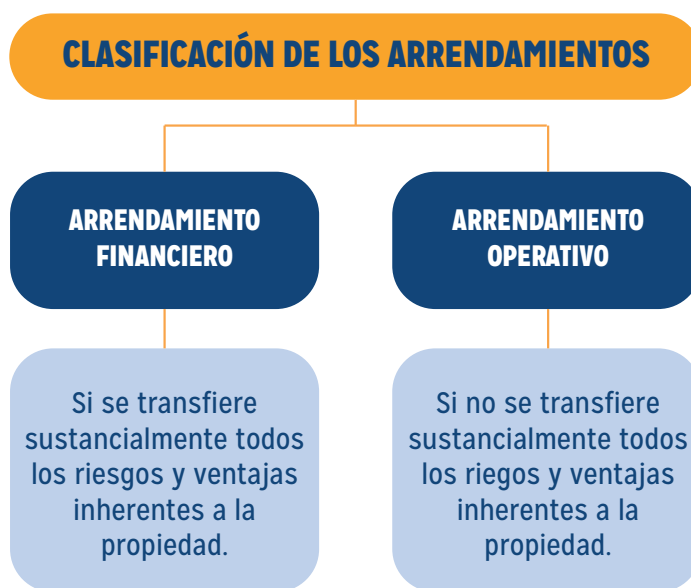 CLASIFICACIÓN DE LOS ARRENDAMIENTOS
ARRENDAMIENTO
FINANCIERO
ARRENDAMIENTO
OPERATIVO
Si se transfiere
sustancialmente todos
los riesgos y ventajas
inherentes a la
propiedad.
Si no se transfiere
sustancialmente todos
los riegos y ventajas
inherentes a la
propiedad.